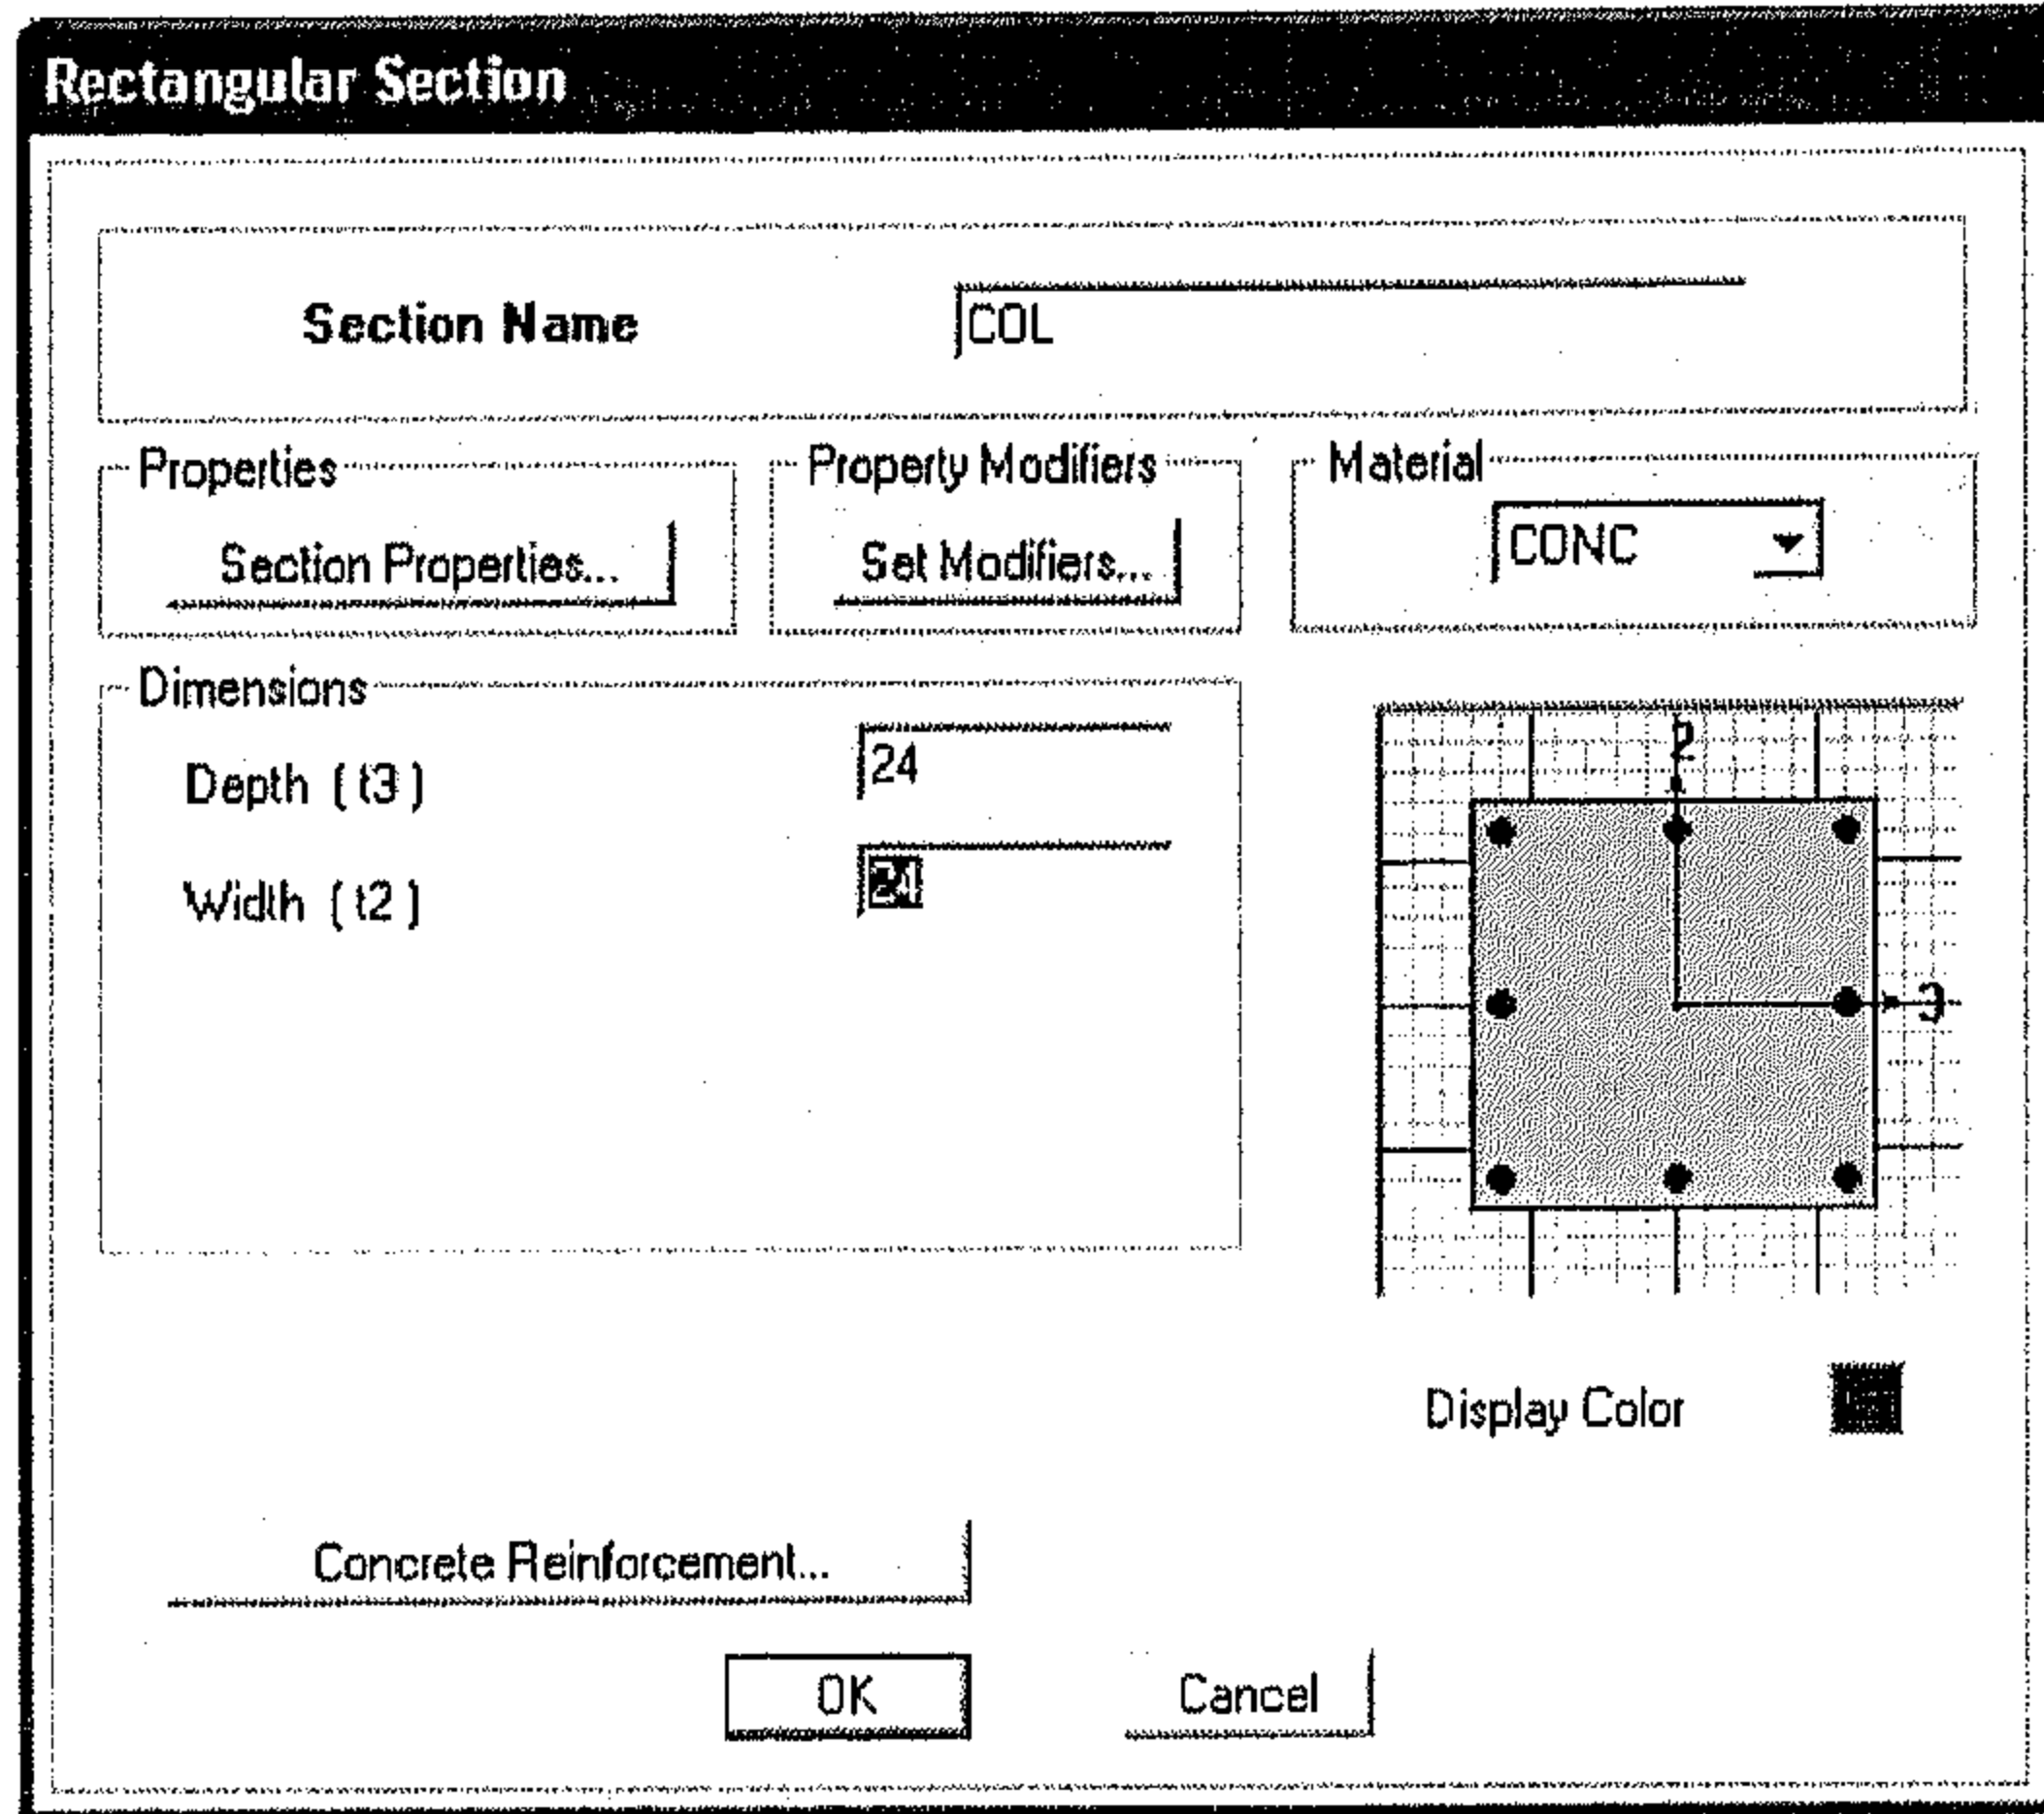 Rectangular Section
Section Name COL
Properties Property Modifiers Material
Section Properties... Set Modifiers... CONC
Dimensions
Depth ( t3 ) 24
Width ( t2 ) 24
2
3
Display Color
Concrete Reinforcement...
OK Cancel